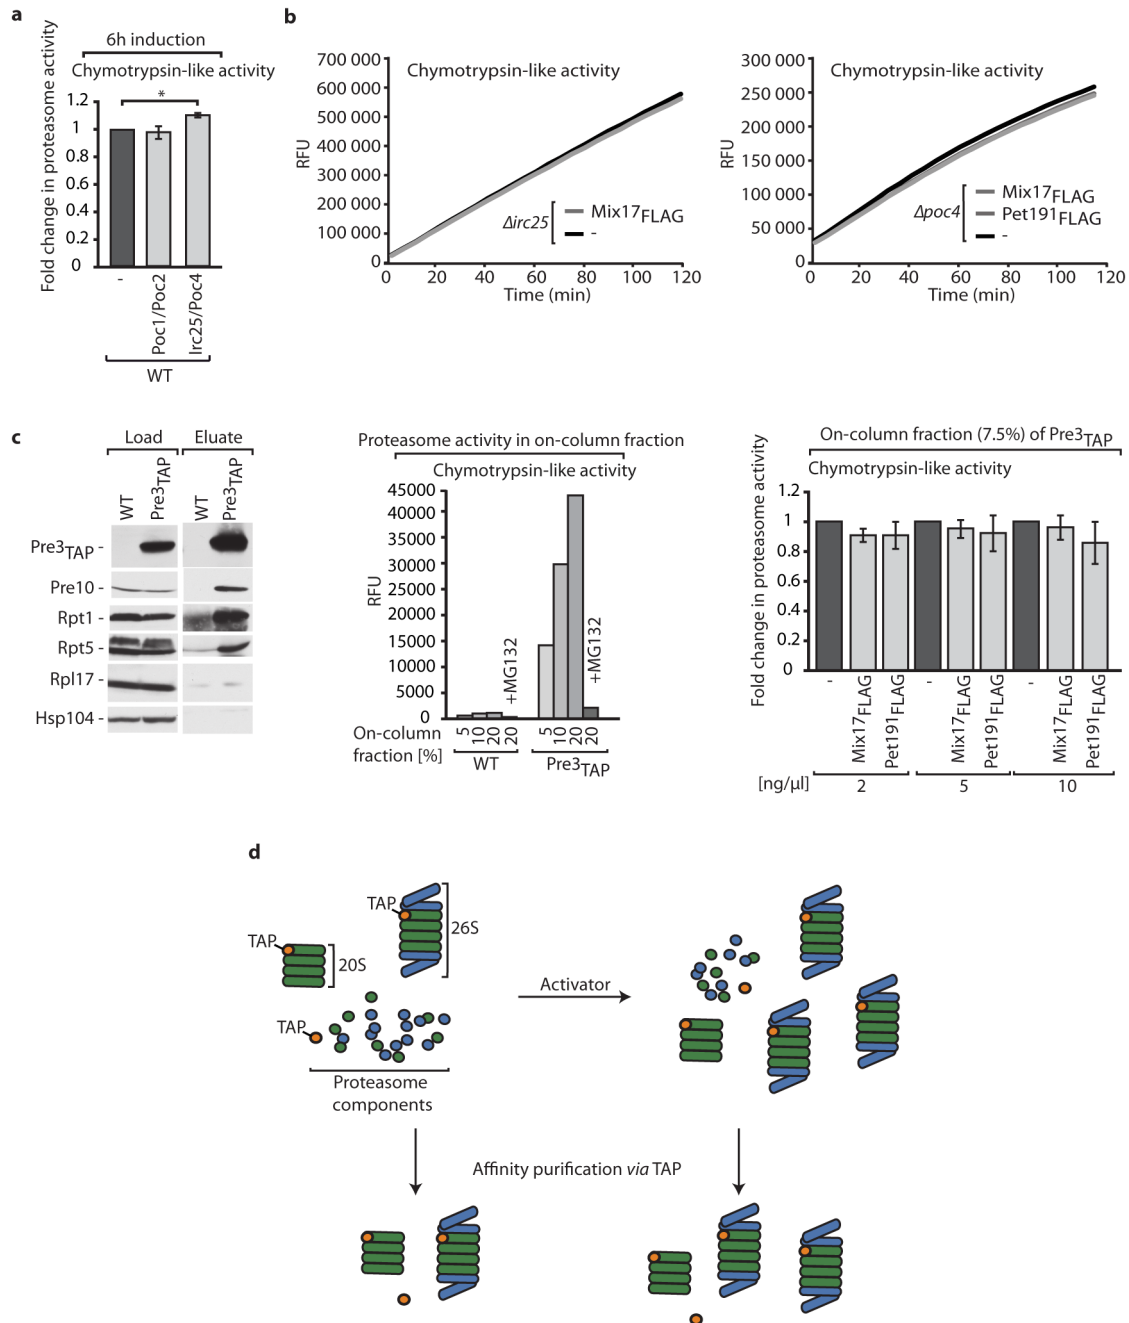 a
6h induction
Chymotrypsin-like activity
Fold change in proteasome activity
1.2
1
0.8
0.6
0.4
0.2
0
*
-
Poc1/Poc2
Irc25/Poc4
WT
b
Chymotrypsin-like activity
RFU
700 000
600 000
500 000
400 000
300 000
200 000
100 000
0
0 20 40 60 80 100 120
Time (min)
Δirc25
Mix17FLAG
-
Chymotrypsin-like activity
RFU
300 000
250 000
200 000
150 000
100 000
50 000
0
0 20 40 60 80 100 120
Time (min)
Δpoc4
Mix17FLAG
Pet191FLAG
-
c
Load Eluate
WT Pre3TAP WT Pre3TAP
Pre3TAP -
Pre10 -
Rpt1 -
Rpt5 -
Rpl17 -
Hsp104 -
Proteasome activity in on-column fraction
Chymotrypsin-like activity
RFU
45000
40000
35000
30000
25000
20000
15000
10000
5000
0
+MG132
+MG132
On-column
fraction [%]
5 10 20 20 5 10 20 20
WT Pre3TAP
On-column fraction (7.5%) of Pre3TAP
Chymotrypsin-like activity
Fold change in proteasome activity
1.2
1
0.8
0.6
0.4
0.2
0
- Mix17FLAG Pet191FLAG - Mix17FLAG Pet191FLAG - Mix17FLAG Pet191FLAG
[ng/µl] 2 5 10
d
TAP
26S
TAP
20S
TAP
Proteasome
components
Activator
Affinity purification via TAP